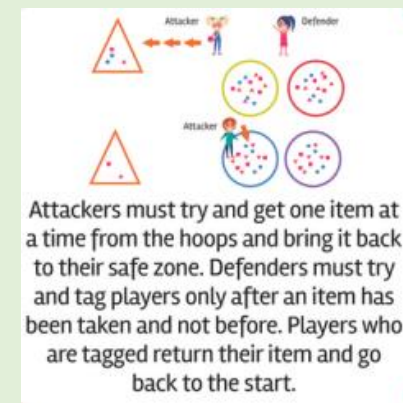 Attacker
Defender
Attacker
Attackers must try and get one item at
a time from the hoops and bring it back
to their safe zone. Defenders must try
and tag players only after an item has
been taken and not before. Players who
are tagged return their item and go
back to the start.